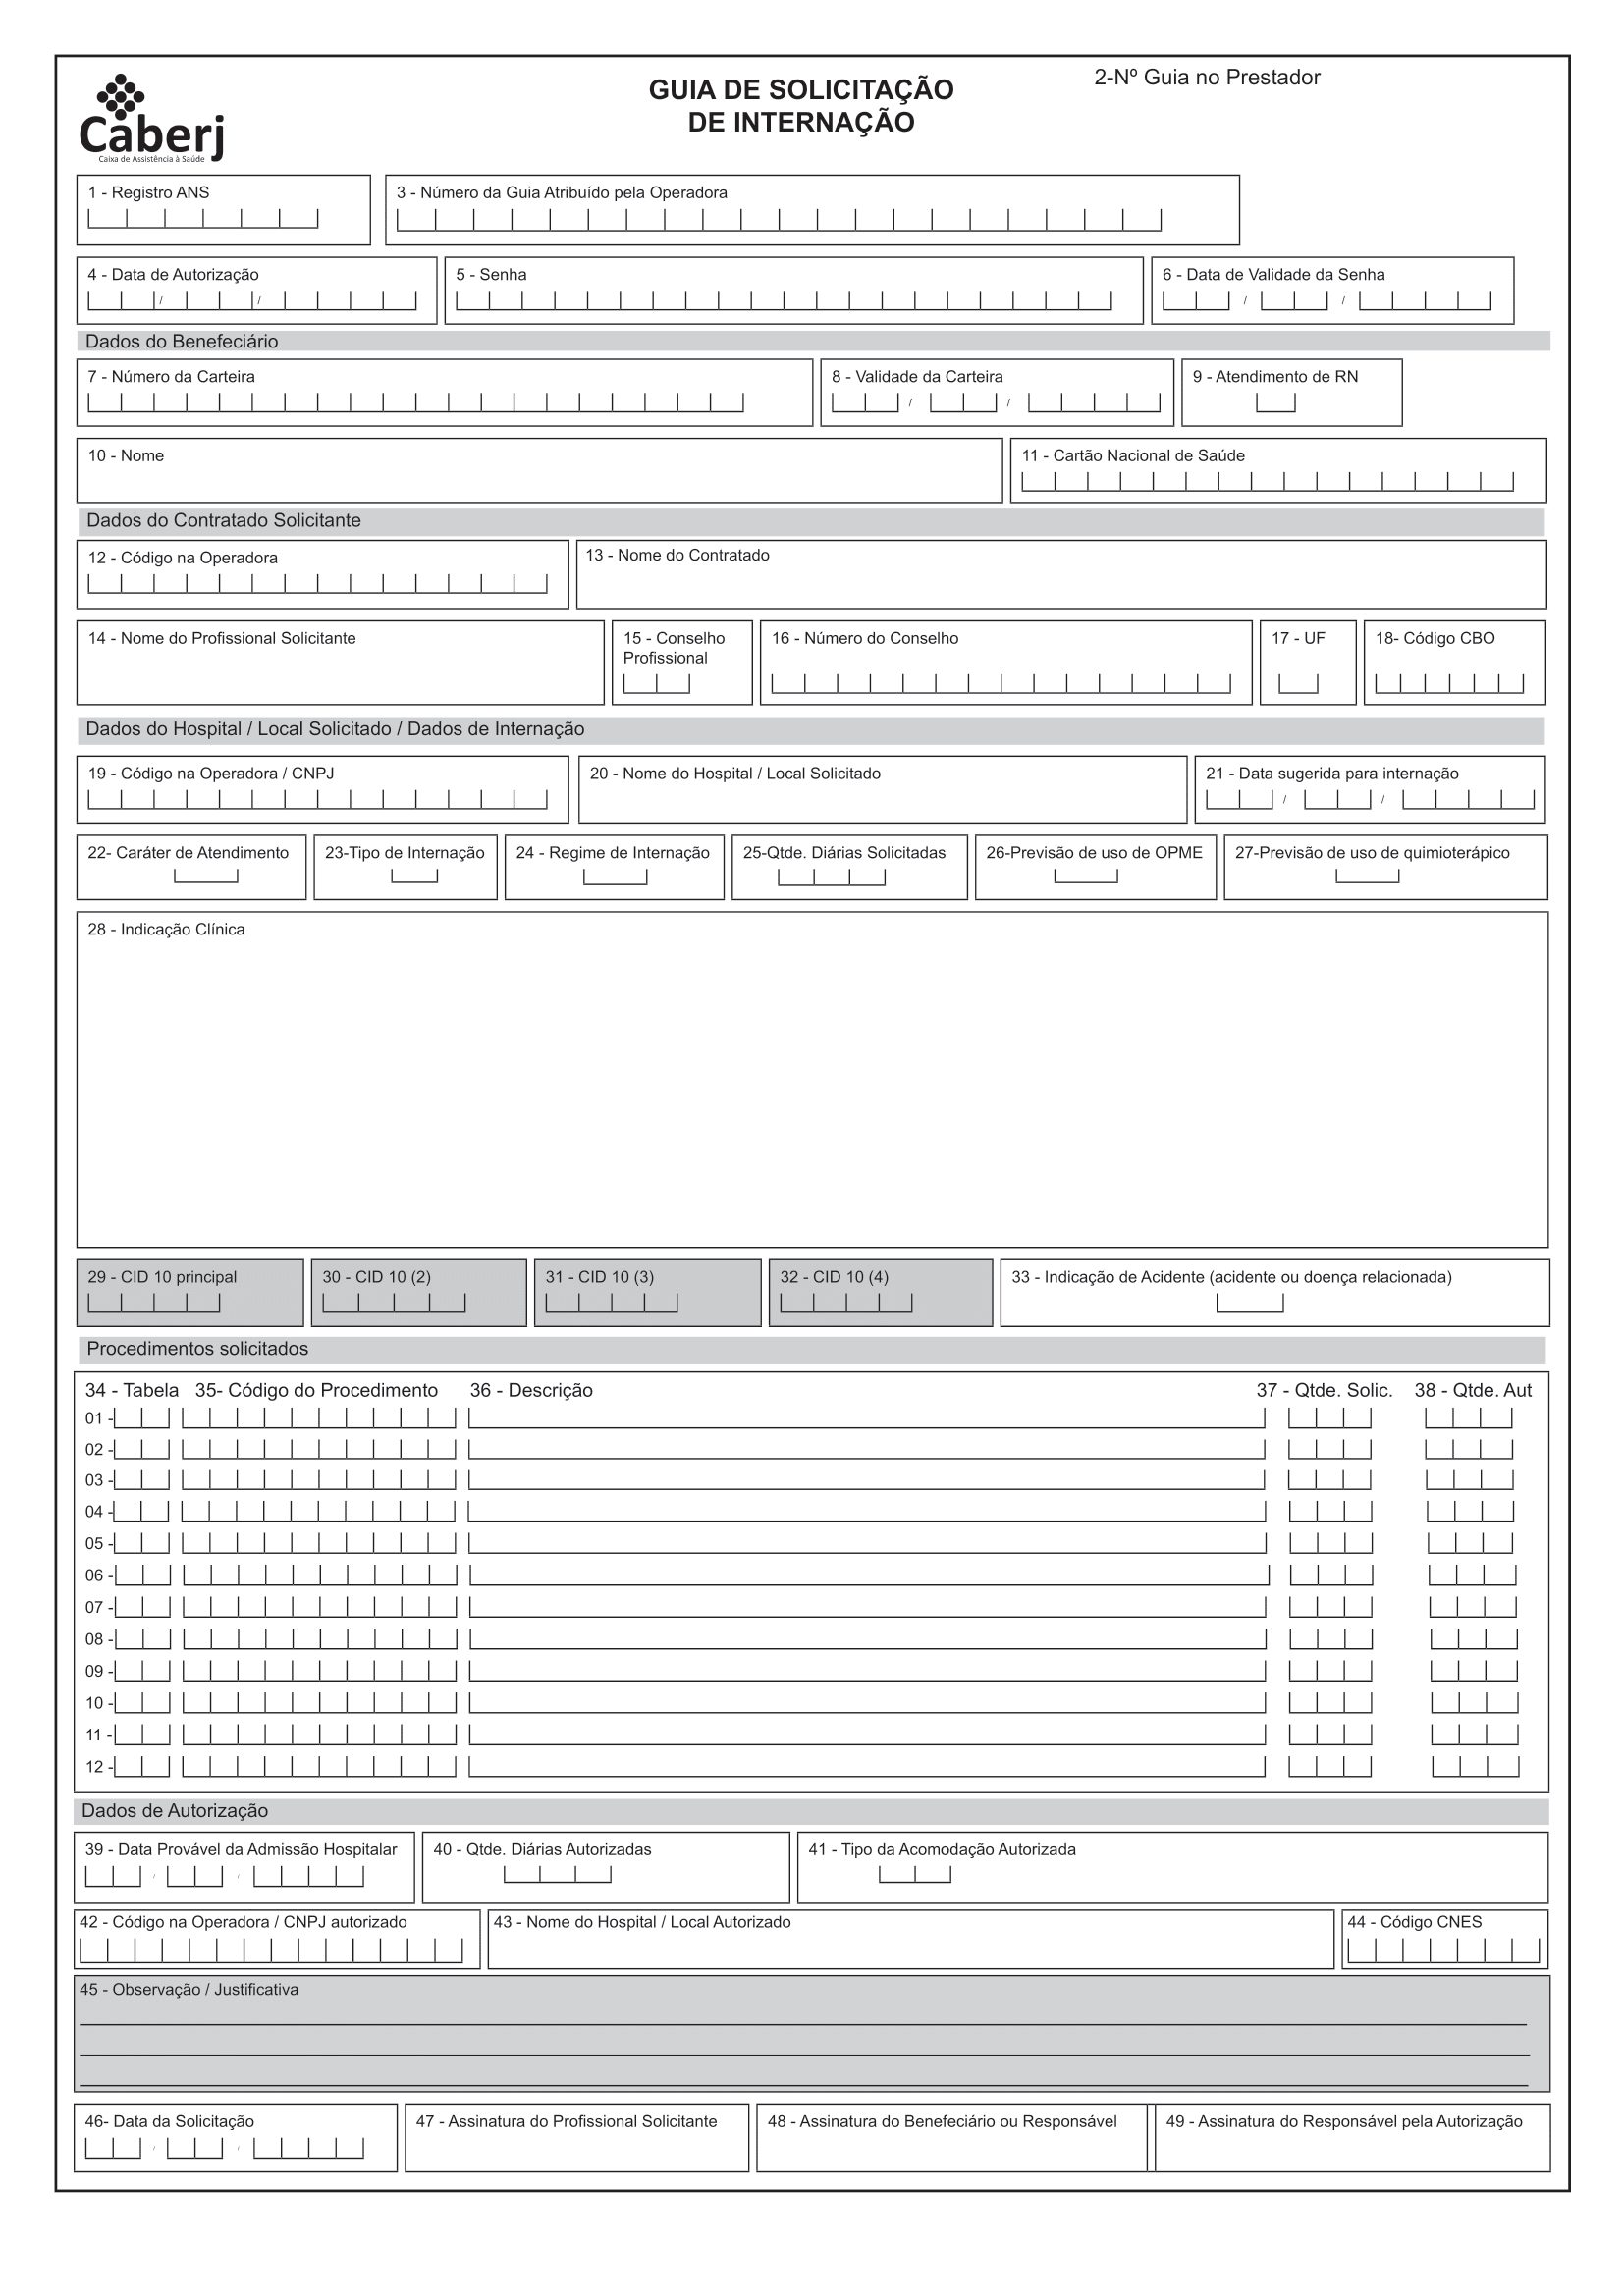 Caberj
Caixa de Assistência à Saúde
GUIA DE SOLICITAÇÃO
DE INTERNAÇÃO
2-Nº Guia no Prestador
1 - Registro ANS
3 - Número da Guia Atribuído pela Operadora
4 - Data de Autorização
/ /
5 - Senha
6 - Data de Validade da Senha
/ /
Dados do Benefeciário
7 - Número da Carteira
8 - Validade da Carteira
/ /
9 - Atendimento de RN
10 - Nome
11 - Cartão Nacional de Saúde
Dados do Contratado Solicitante
12 - Código na Operadora
13 - Nome do Contratado
14 - Nome do Profissional Solicitante
15 - Conselho
Profissional
16 - Número do Conselho
17 - UF
18- Código CBO
Dados do Hospital / Local Solicitado / Dados de Internação
19 - Código na Operadora / CNPJ
20 - Nome do Hospital / Local Solicitado
21 - Data sugerida para internação
/ /
22- Caráter de Atendimento
23-Tipo de Internação
24 - Regime de Internação
25-Qtde. Diárias Solicitadas
26-Previsão de uso de OPME
27-Previsão de uso de quimioterápico
28 - Indicação Clínica
29 - CID 10 principal
30 - CID 10 (2)
31 - CID 10 (3)
32 - CID 10 (4)
33 - Indicação de Acidente (acidente ou doença relacionada)
Procedimentos solicitados
34 - Tabela 35- Código do Procedimento 36 - Descrição 37 - Qtde. Solic. 38 - Qtde. Aut
01 -
02 -
03 -
04 -
05 -
06 -
07 -
08 -
09 -
10 -
11 -
12 -
Dados de Autorização
39 - Data Provável da Admissão Hospitalar
/ /
40 - Qtde. Diárias Autorizadas
41 - Tipo da Acomodação Autorizada
42 - Código na Operadora / CNPJ autorizado
43 - Nome do Hospital / Local Autorizado
44 - Código CNES
45 - Observação / Justificativa
46- Data da Solicitação
/ /
47 - Assinatura do Profissional Solicitante
48 - Assinatura do Benefeciário ou Responsável
49 - Assinatura do Responsável pela Autorização